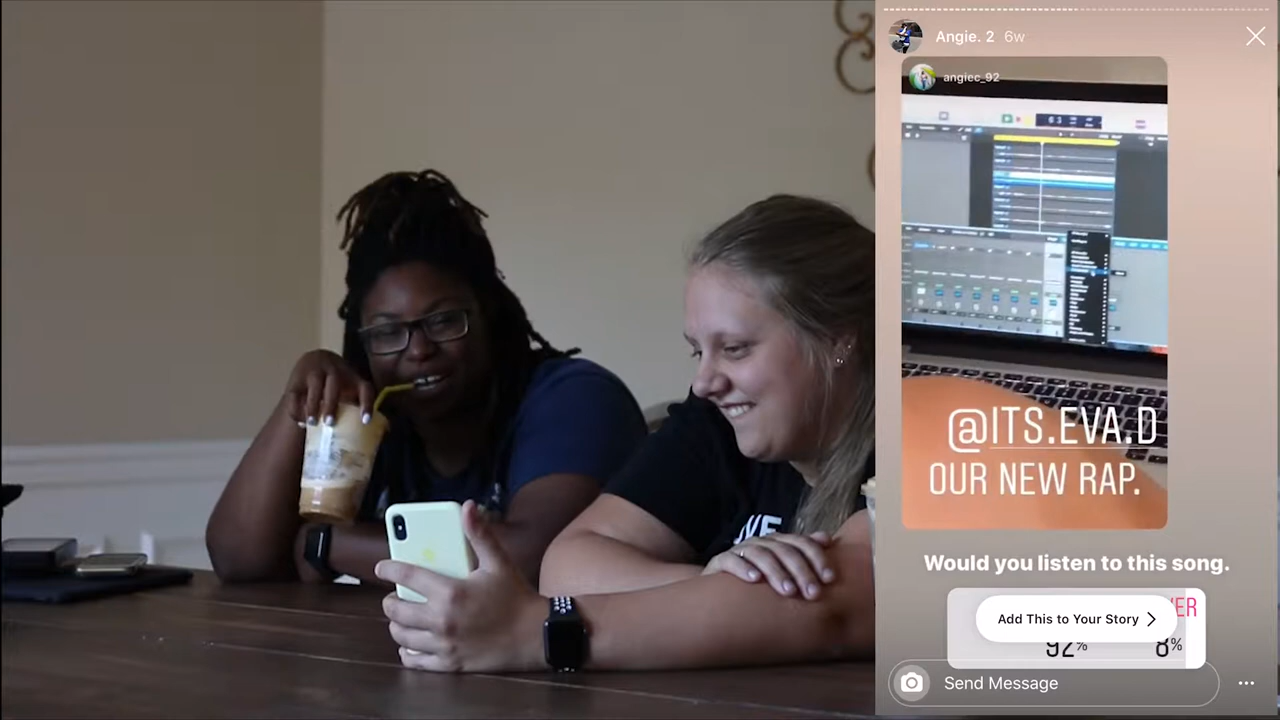 Angie. 2 6w
angiec_92
@ITS.EVA.D
OUR NEW RAP.
Would you listen to this song.
Add This to Your Story
92% 8%
Send Message